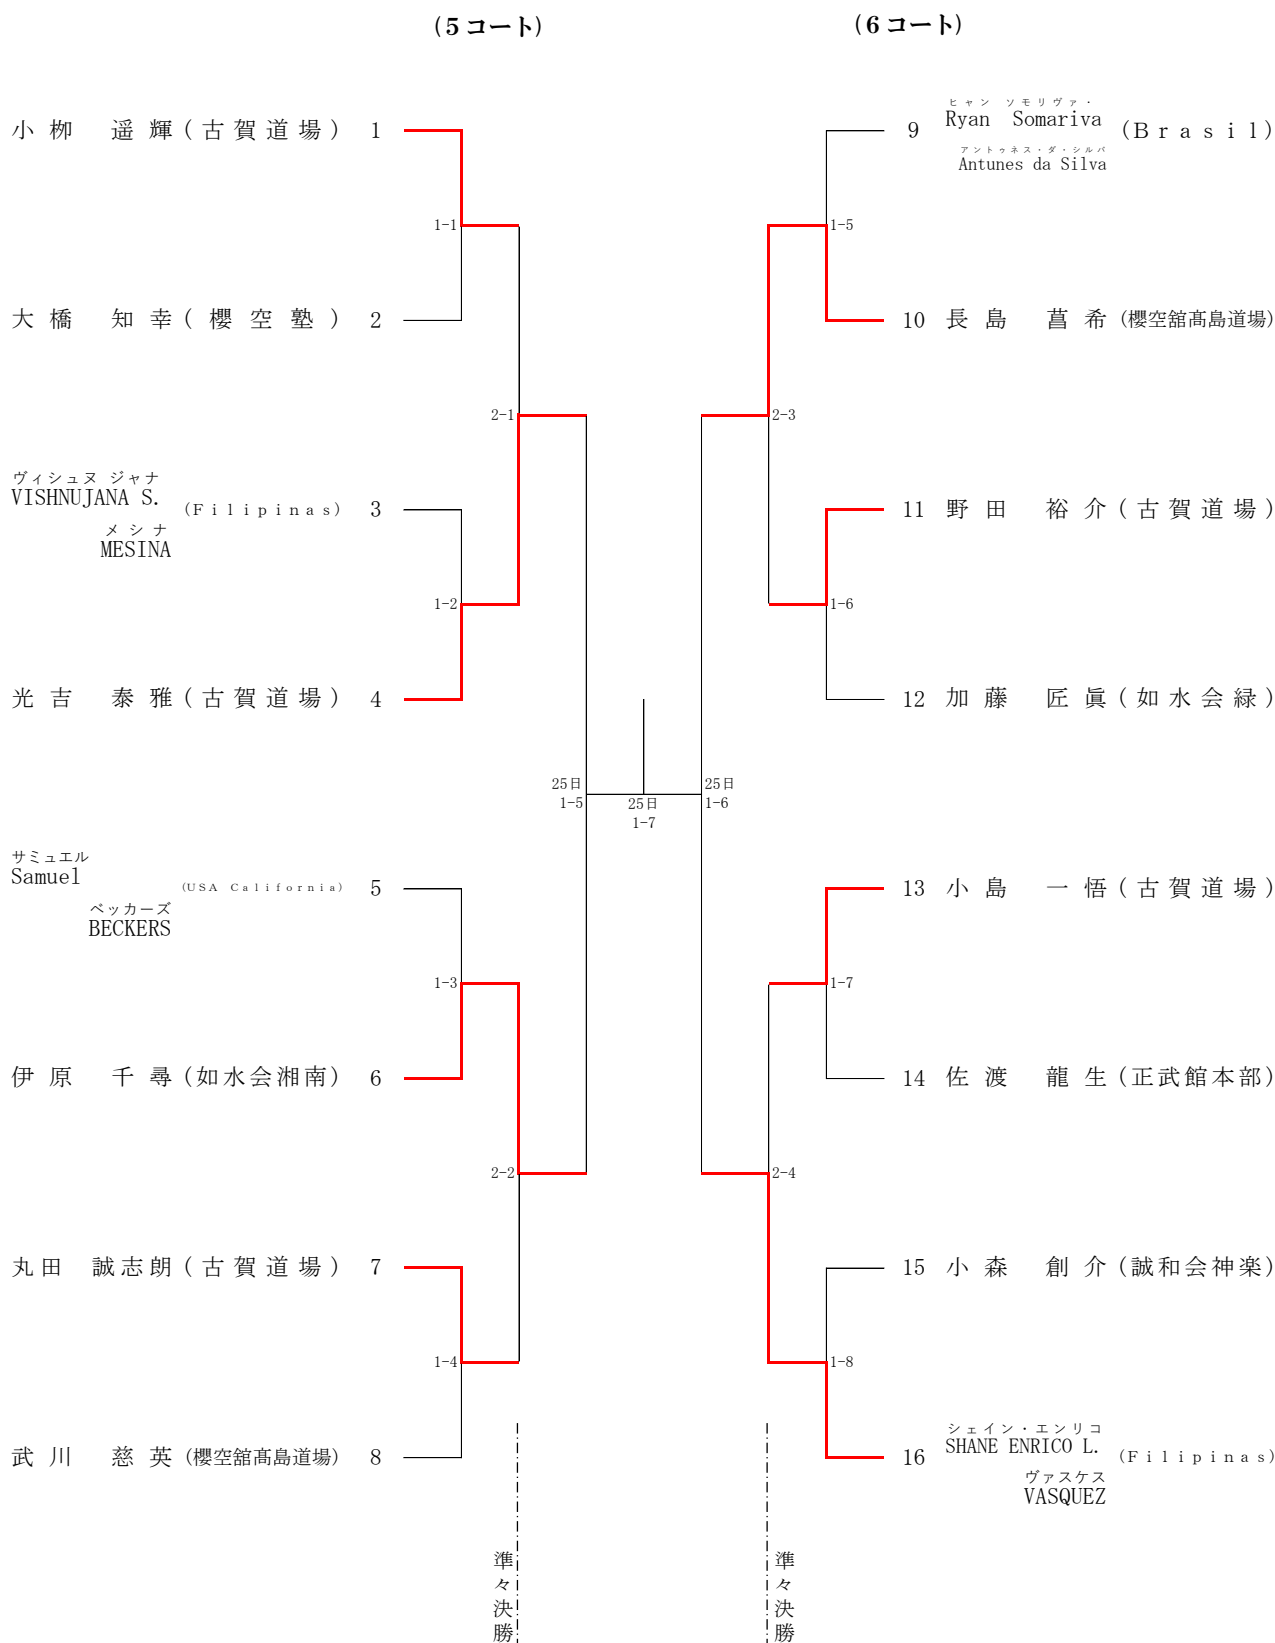 (5コート)
(6コート)
小栁 遥輝(古賀道場) 1
1-1
大橋 知幸(櫻空塾) 2
2-1
ヴィシュヌ ジャナ
VISHNUJANA S.
(Filipinas) 3
メシナ
MESINA
1-2
光吉 泰雅(古賀道場) 4
25日
1-5
サミュエル
Samuel
(USA California) 5
ベッカーズ
BECKERS
1-3
伊原 千尋(如水会湘南) 6
2-2
丸田 誠志朗(古賀道場) 7
1-4
武川 慈英(櫻空舘髙島道場) 8
準々決勝
25日
1-7
ヒャン ソモリヴァ・
9 Ryan Somariva (Brasil)
アントゥネス・ダ・シルバ
Antunes da Silva
1-5
10 長島 菖希(櫻空舘髙島道場)
2-3
11 野田 裕介(古賀道場)
1-6
12 加藤 匠眞(如水会緑)
25日
1-6
13 小島 一悟(古賀道場)
1-7
14 佐渡 龍生(正武館本部)
2-4
15 小森 創介(誠和会神楽)
1-8
シェイン・エンリコ
16 SHANE ENRICO L. (Filipinas)
ヴァスケス
VASQUEZ
準々決勝